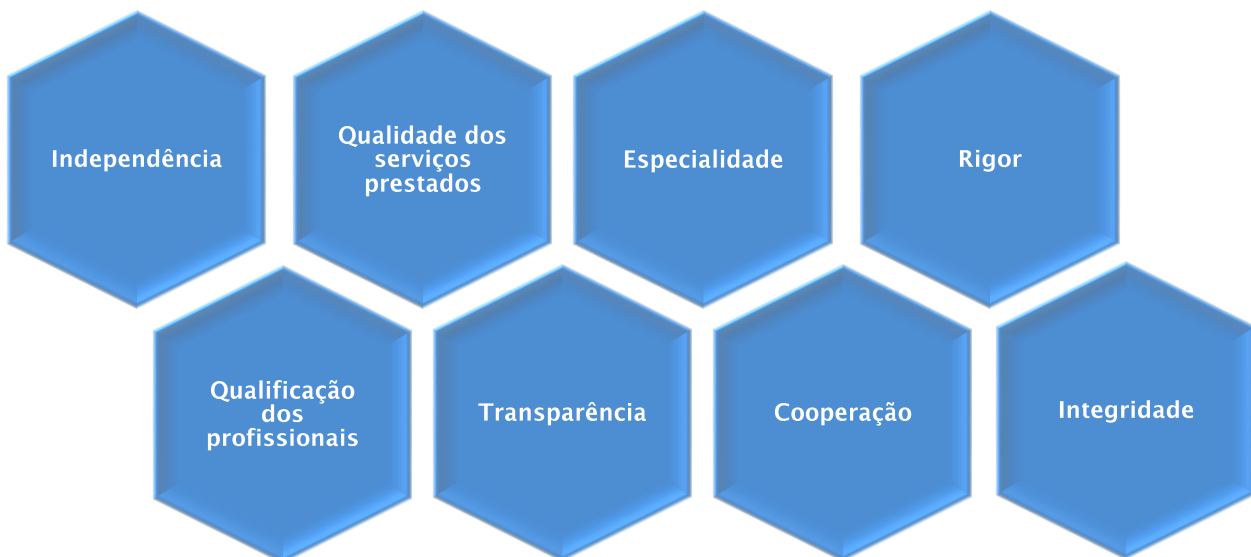 Independência
Qualidade dos
serviços
prestados
Especialidade
Rigor
Qualificação
dos
profissionais
Transparência
Cooperação
Integridade